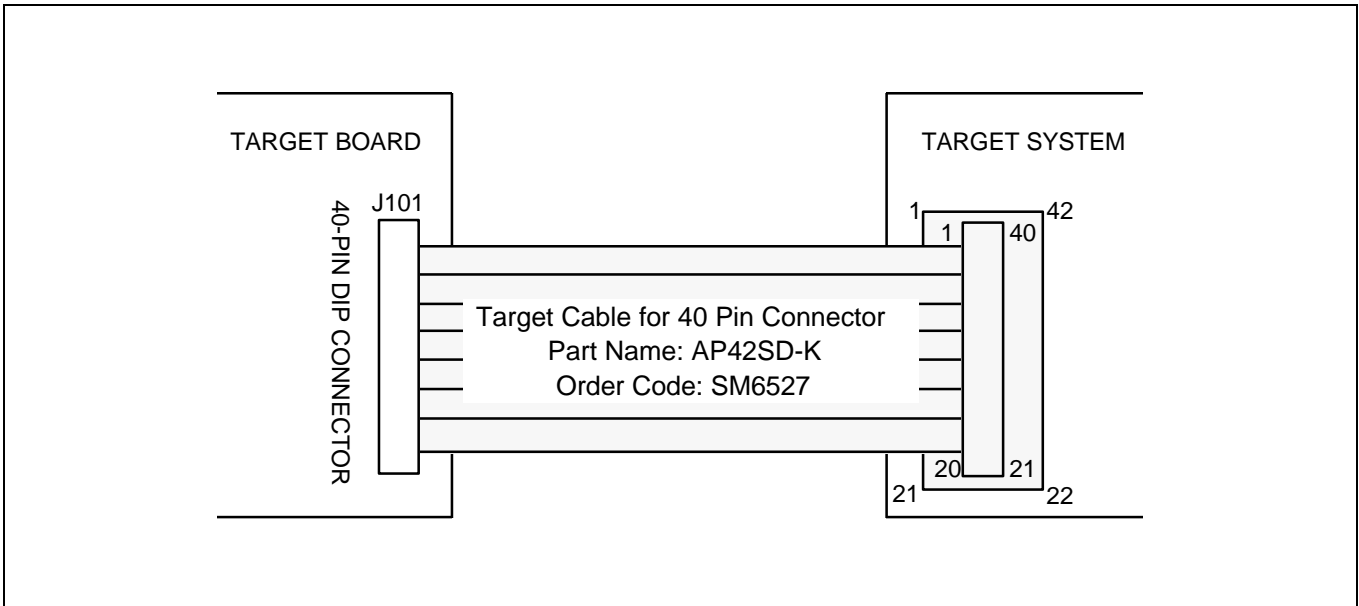 TARGET BOARD
TARGET SYSTEM
J101
40-PIN DIP CONNECTOR
1
42
1
40
Target Cable for 40 Pin Connector
Part Name: AP42SD-K
Order Code: SM6527
20
21
21
22